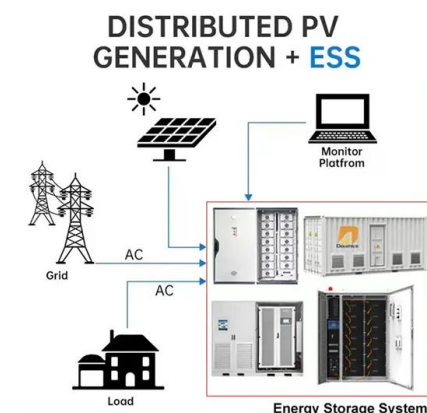 DISTRIBUTED PV
GENERATION + ESS
Monitor
Platfrom
Grid
AC
AC
Load
Energy Storage System